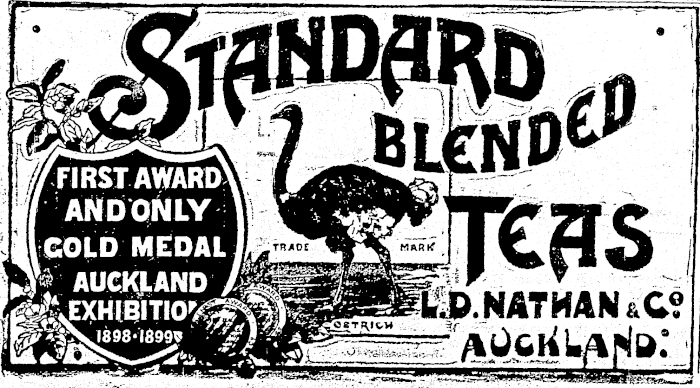 STANDARD
BLENDED
TEAS
FIRST AWARD
AND ONLY
GOLD MEDAL
AUCKLAND
EXHIBITION
1898·1899
TRADE MARK
OSTRICH
L.D. NATHAN & Co.
AUCKLAND.